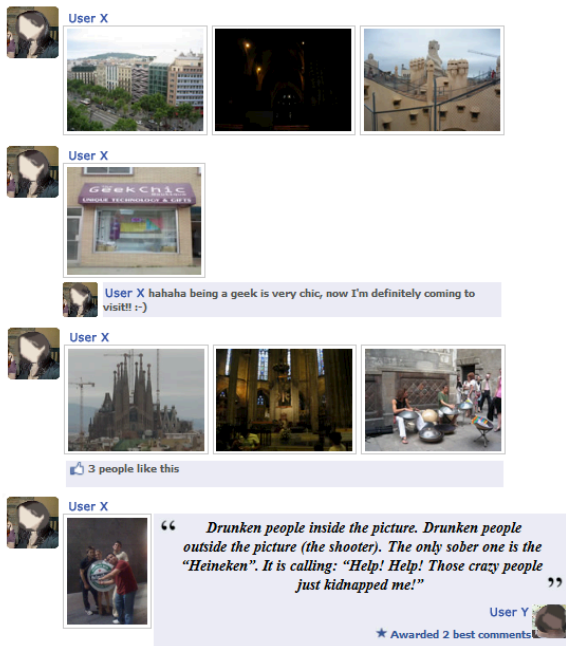 User X
User X
GeekChic
UNIQUE TECHNOLOGY & GIFTS
User X hahaha being a geek is very chic, now I'm definitely coming to
visit!! :-)
User X
3 people like this
User X
“ Drunken people inside the picture. Drunken people
outside the picture (the shooter). The only sober one is the
“Heineken”. It is calling: “Help! Help! Those crazy people
just kidnapped me!” ”
User Y
★ Awarded 2 best comments